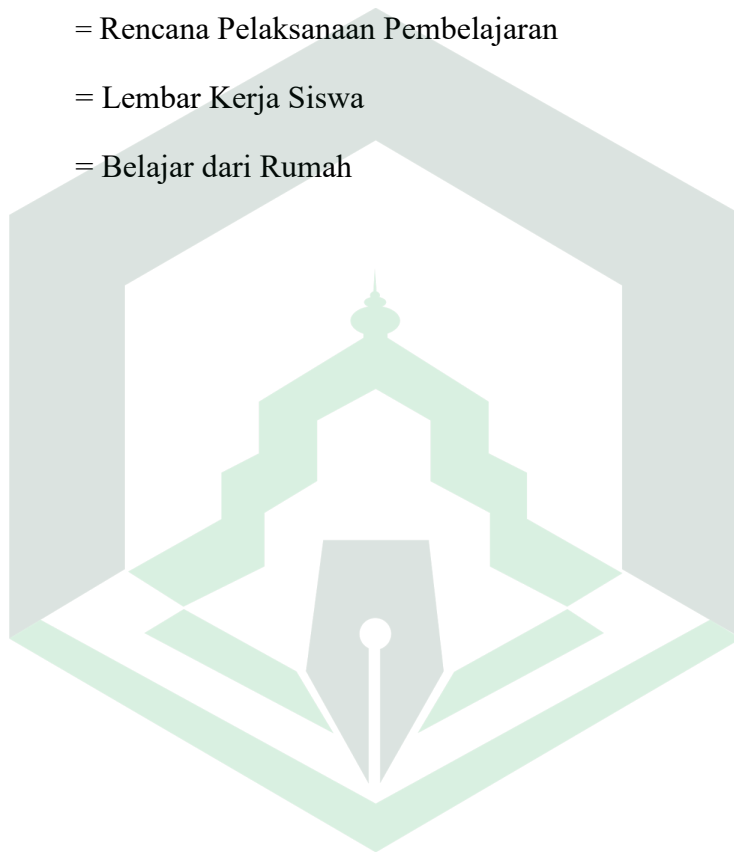 = Rencana Pelaksanaan Pembelajaran
= Lembar Kerja Siswa
= Belajar dari Rumah